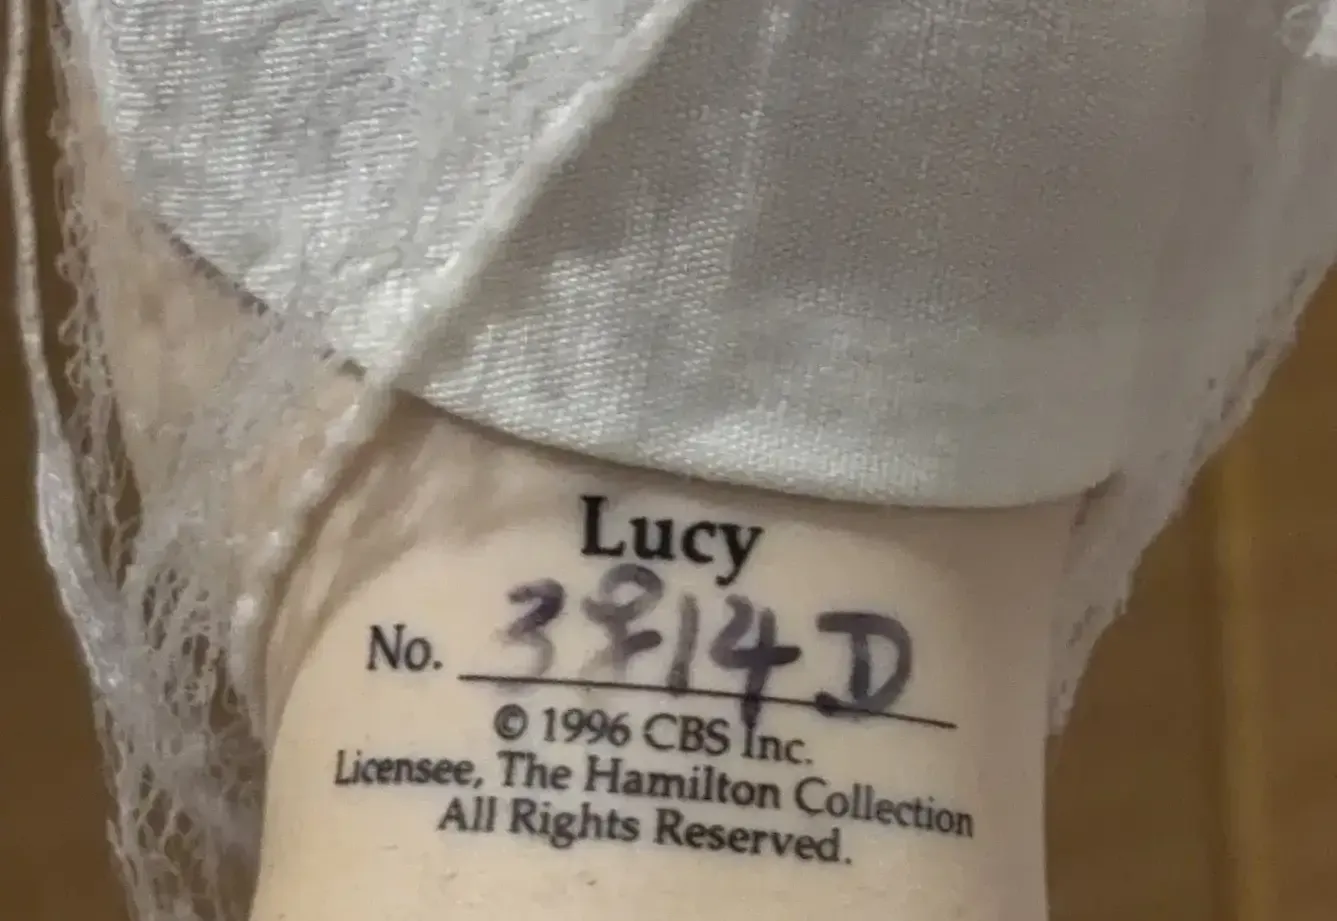 Lucy
No.
© 1996 CBS Inc.
Licensee, The Hamilton Collection
All Rights Reserved.